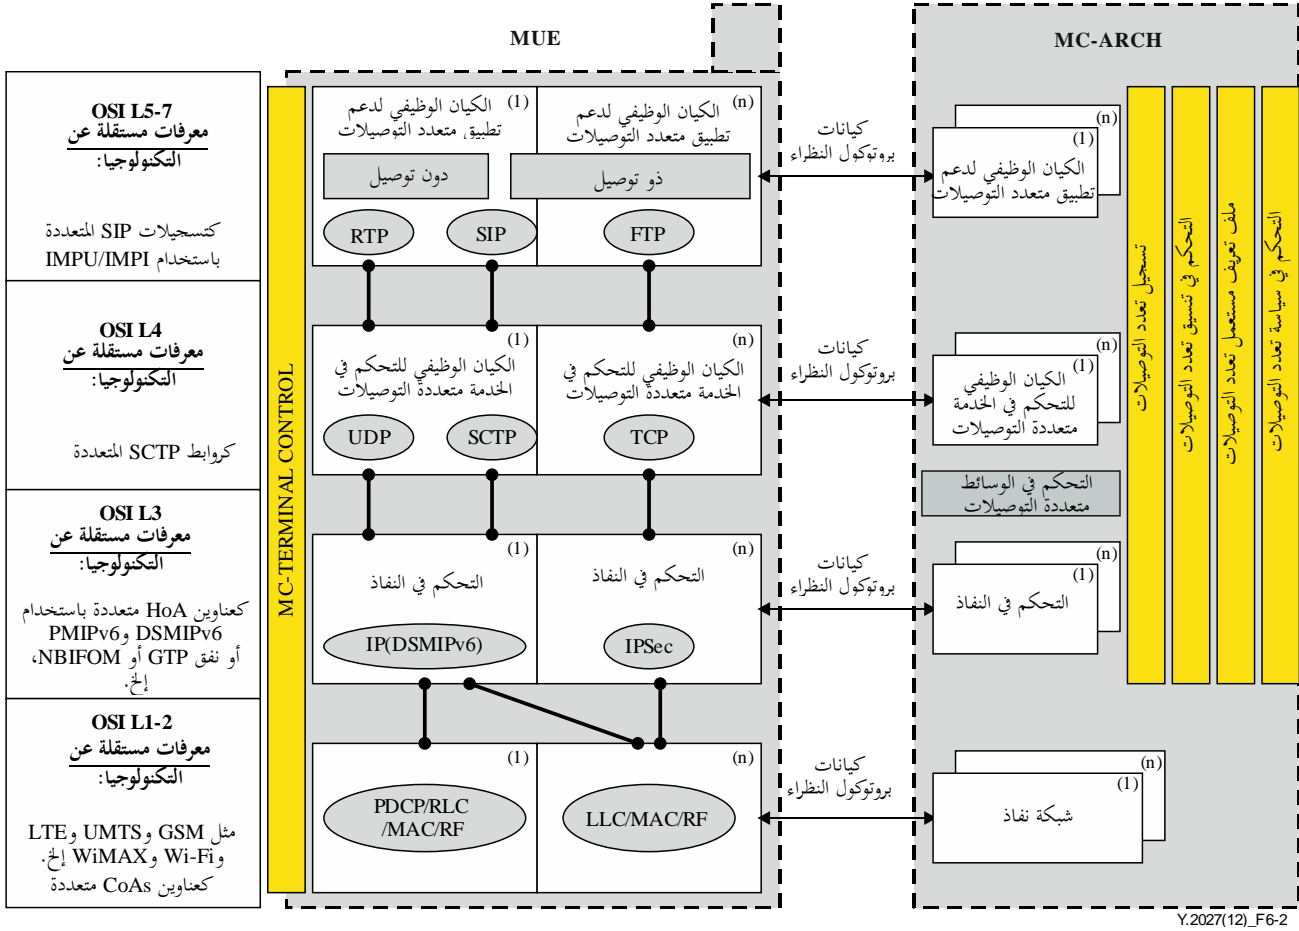 MUE
MC-ARCH
OSI L5-7
معرفات مستقلة عن
التكنولوجيا:
كتسجيلات SIP المتعددة
باستخدام IMPU/IMPI
OSI L4
معرفات مستقلة عن
التكنولوجيا:
كروابط SCTP المتعددة
OSI L3
معرفات مستقلة عن
التكنولوجيا:
كعناوين HoA متعددة باستخدام
DSMIPv6 وPMIPv6
أو نفق GTP أو NBIFOM،
إلخ.
OSI L1-2
معرفات مستقلة عن
التكنولوجيا:
مثل GSM وUMTS وLTE
وWi-Fi وWiMAX إلخ.
كعناوين CoAs متعددة
MC-TERMINAL CONTROL
(1)
الكيان الوظيفي لدعم
تطبيق متعدد التوصيلات
(n)
الكيان الوظيفي لدعم
تطبيق متعدد التوصيلات
دون توصيل
ذو توصيل
RTP
SIP
FTP
(1)
الكيان الوظيفي للتحكم في
الخدمة متعددة التوصيلات
(n)
الكيان الوظيفي للتحكم في
الخدمة متعددة التوصيلات
UDP
SCTP
TCP
(1)
التحكم في النفاذ
(n)
التحكم في النفاذ
IP(DSMIPv6)
IPSec
(1)
(n)
PDCP/RLC
/MAC/RF
LLC/MAC/RF
كيانات
بروتوكول النظراء
كيانات
بروتوكول النظراء
كيانات
بروتوكول النظراء
كيانات
بروتوكول النظراء
(n)
(1)
الكيان الوظيفي لدعم
تطبيق متعدد التوصيلات
(n)
(1)
الكيان الوظيفي
للتحكم في الخدمة
متعددة التوصيلات
التحكم في الوسائط
متعددة التوصيلات
(n)
(1)
التحكم في النفاذ
(n)
(1)
شبكة نفاذ
تسجيل تعدد التوصيلات
التحكم في تنسيق تعدد التوصيلات
ملف تعريف مستعمل تعدد التوصيلات
التحكم في سياسة تعدد التوصيلات
Y.2027(12)_F6-2